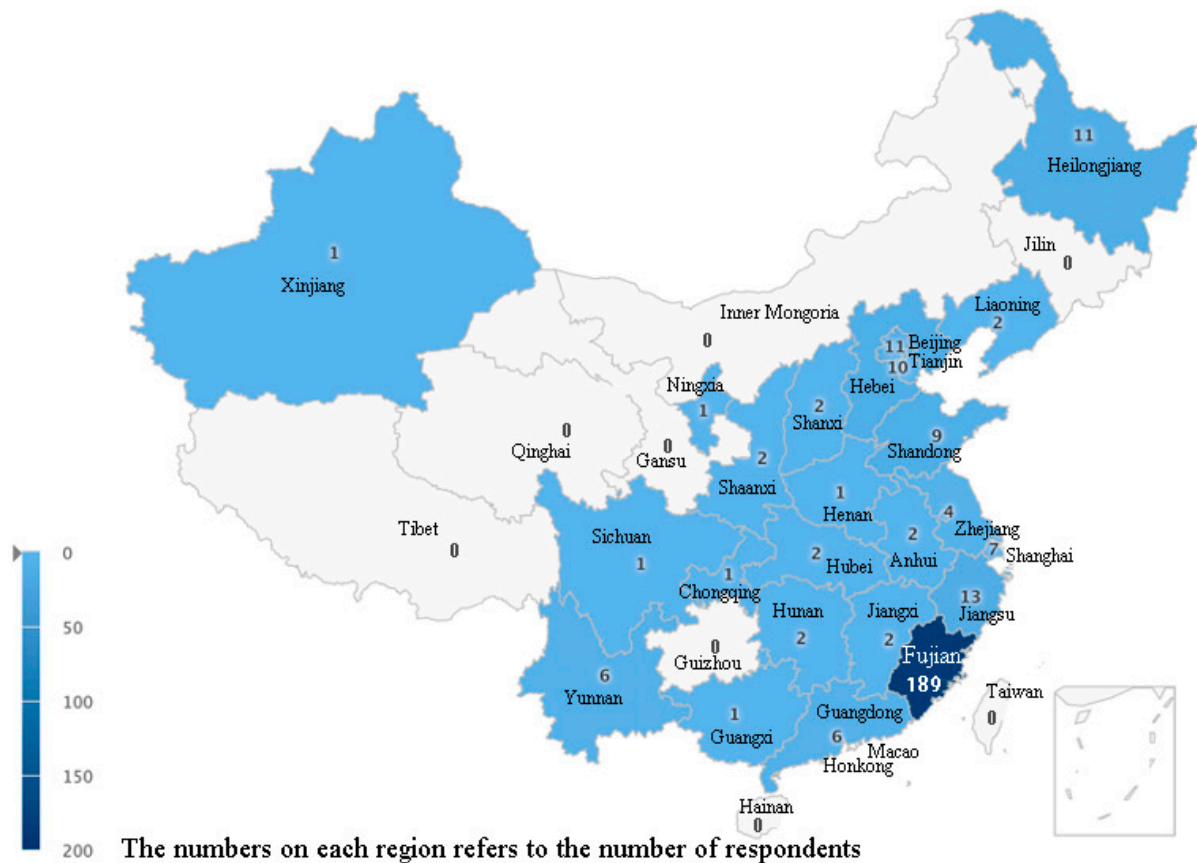 11
Heilongjiang
Jilin
0
1
Xinjiang
Liaoning
2
Inner Mongoria
0
11 Beijing
Tianjin
10
Hebei
Ningxia
1
2
Shanxi
0
Qinghai
0
Gansu
9
Shandong
2
Shaanxi
1
Henan
4
Zhejiang
7
Shanghai
Tibet
0
Sichuan
1
2
Hubei
2
Anhui
1
Chongqing
13
Jiangsu
Hunan
2
Jiangxi
2
Fujian
189
0
Guizhou
6
Yunnan
1
Guangxi
Guangdong
6
Macao
Honkong
Taiwan
0
Hainan
0
0
50
100
150
200
The numbers on each region refers to the number of respondents